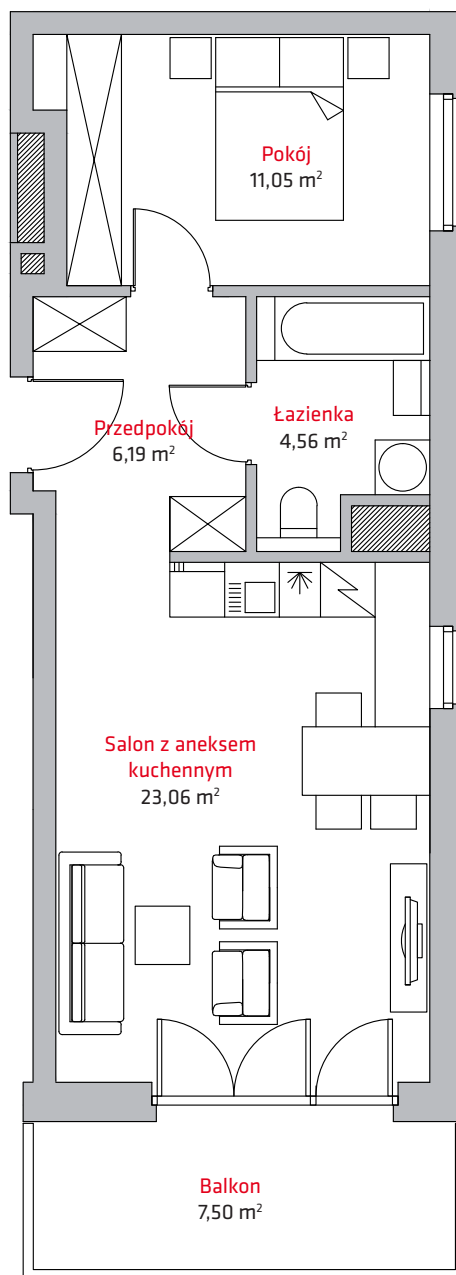 Pokój
11,05 m²
Przedpokój
6,19 m²
Łazienka
4,56 m²
Salon z aneksem
kuchennym
23,06 m²
Balkon
7,50 m²